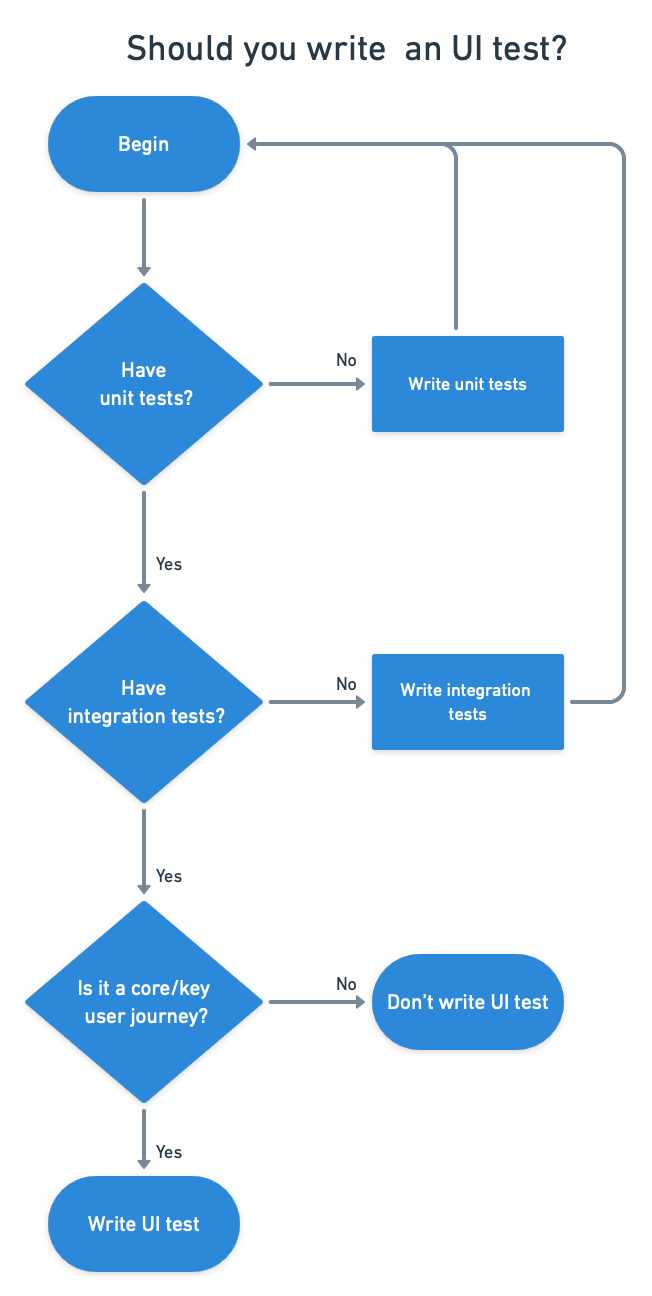 Should you write an UI test?
Begin
Have
unit tests?
No
Write unit tests
Yes
Have
integration tests?
No
Write integration
tests
Yes
Is it a core/key
user journey?
No
Don't write UI test
Yes
Write UI test